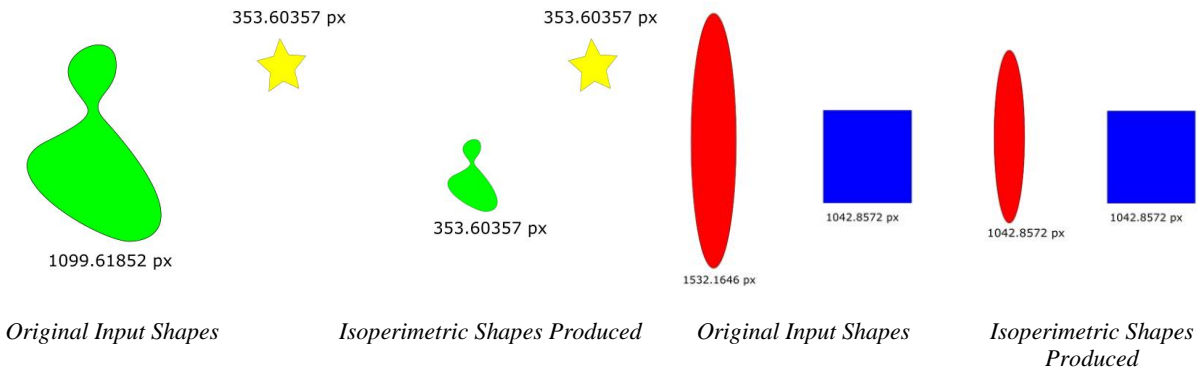 353.60357 px
353.60357 px
353.60357 px
1099.61852 px
1042.8572 px
1042.8572 px
1042.8572 px
1532.1646 px
Original Input Shapes
Isoperimetric Shapes Produced
Original Input Shapes
Isoperimetric Shapes
Produced